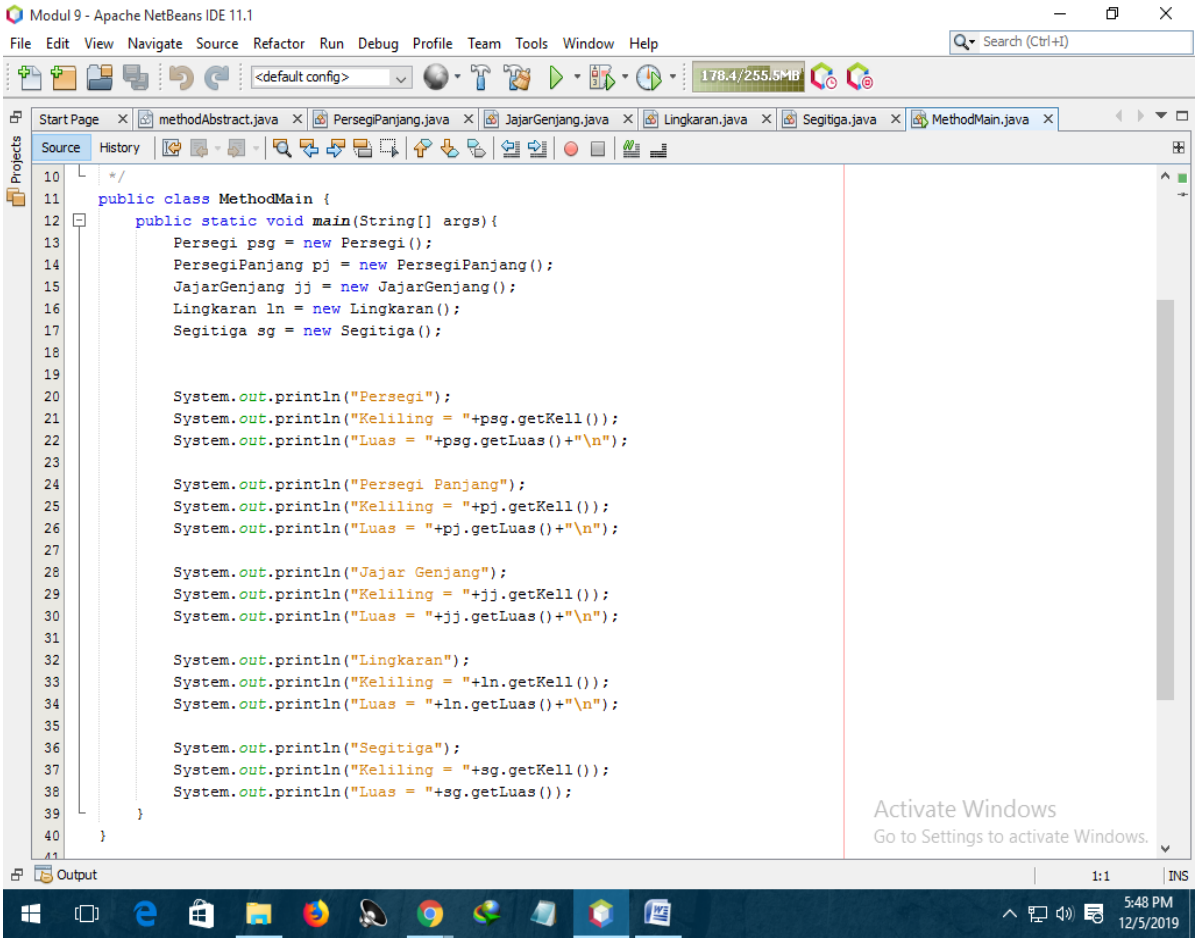 Modul 9 - Apache NetBeans IDE 11.1
File Edit View Navigate Source Refactor Run Debug Profile Team Tools Window Help
Search (Ctrl+I)
<default config>
178.4/255.5MB
Start Page methodAbstract.java PersegiPanjang.java JajarGenjang.java Lingkaran.java Segitiga.java MethodMain.java
Projects
Source History
10 */
11 public class MethodMain {
12 public static void main(String[] args){
13 Persegi psg = new Persegi();
14 PersegiPanjang pj = new PersegiPanjang();
15 JajarGenjang jj = new JajarGenjang();
16 Lingkaran ln = new Lingkaran();
17 Segitiga sg = new Segitiga();
18
19
20 System.out.println("Persegi");
21 System.out.println("Keliling = "+psg.getKell());
22 System.out.println("Luas = "+psg.getLuas()+"\n");
23
24 System.out.println("Persegi Panjang");
25 System.out.println("Keliling = "+pj.getKell());
26 System.out.println("Luas = "+pj.getLuas()+"\n");
27
28 System.out.println("Jajar Genjang");
29 System.out.println("Keliling = "+jj.getKell());
30 System.out.println("Luas = "+jj.getLuas()+"\n");
31
32 System.out.println("Lingkaran");
33 System.out.println("Keliling = "+ln.getKell());
34 System.out.println("Luas = "+ln.getLuas()+"\n");
35
36 System.out.println("Segitiga");
37 System.out.println("Keliling = "+sg.getKell());
38 System.out.println("Luas = "+sg.getLuas());
39 }
40 }
41
Activate Windows
Go to Settings to activate Windows.
Output
1:1 INS
5:48 PM
12/5/2019